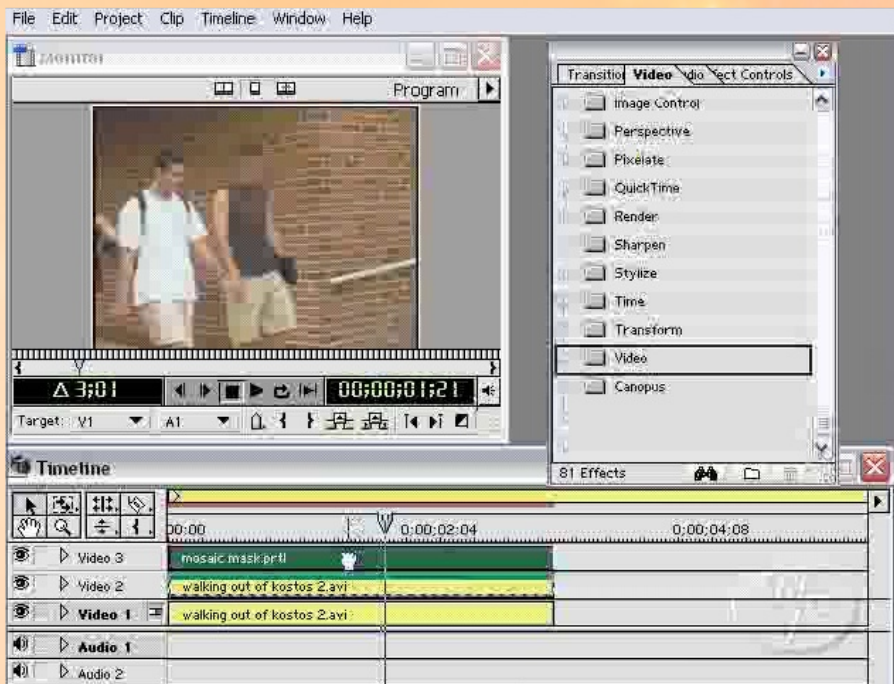 File Edit Project Clip Timeline Window Help
Monitor
Program
Transition Video dio fect Controls
Image Control
Perspective
Pixelate
QuickTime
Render
Sharpen
Stylize
Time
Transform
Video
Canopus
81 Effects
Δ 3;01
00;00;01;21
Target: V1 A1
Timeline
00:00
0;00;02;04
0;00;04;08
Video 3
mosaic mask.prtl
Video 2
walking out of kostos 2.avi
Video 1
walking out of kostos 2.avi
Audio 1
Audio 2